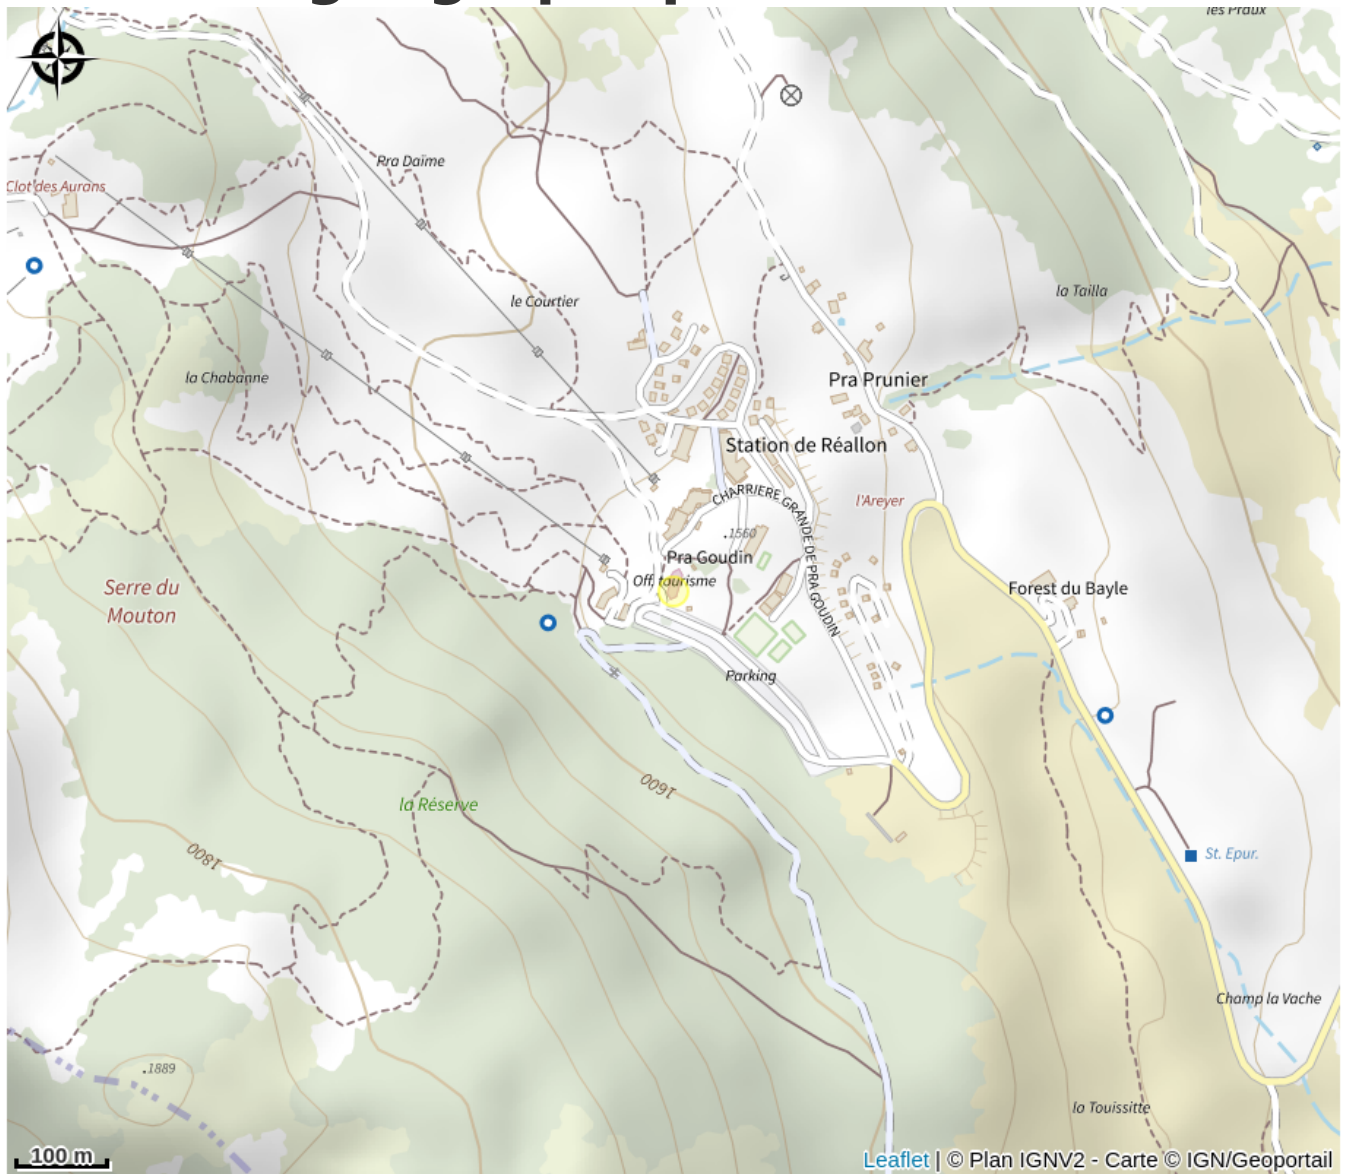 les Praux
Pra Daïme
Clot des Aurans
la Tailla
le Courtier
la Chabanne
Pra Prunier
Station de Réallon
CHARRIERE GRANDE DE PRA GOUDIN
l'Areyer
.1560
Pra Goudin
Off. tourisme
Serre du
Mouton
Forest du Bayle
Parking
1600
la Réserve
1800
St. Epur.
Champ la Vache
.1889
la Touissitte
100 m
Leaflet | © Plan IGNV2 - Carte © IGN/Geoportail